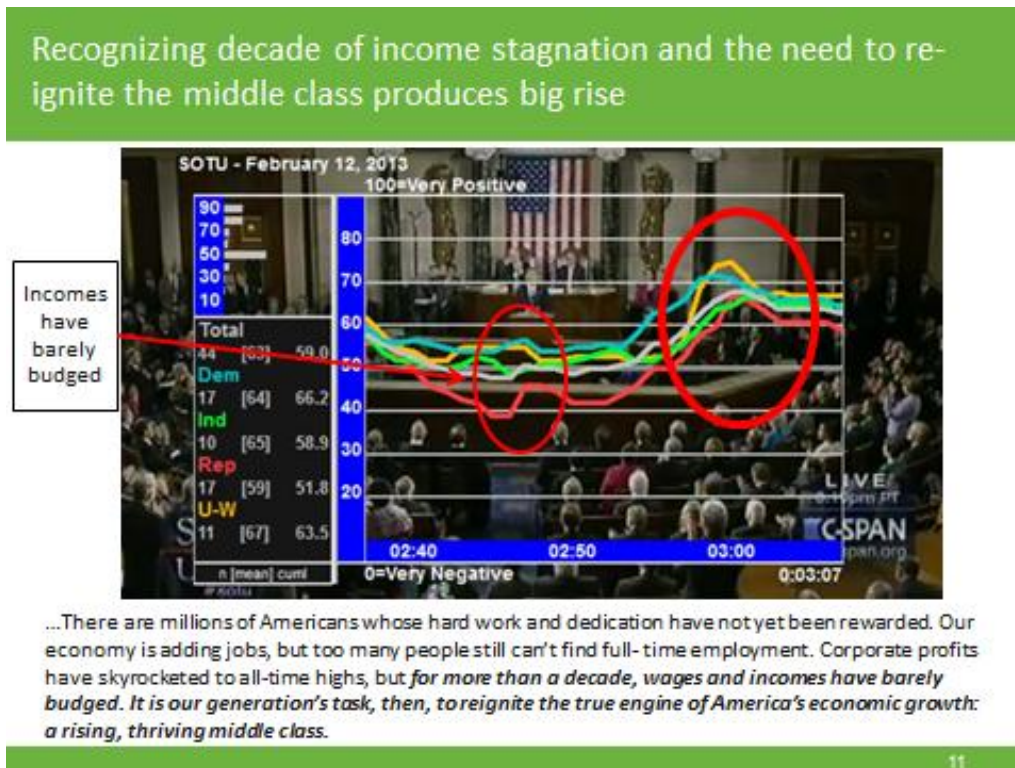 Recognizing decade of income stagnation and the need to re-
ignite the middle class produces big rise
SOTU - February 12, 2013
100=Very Positive
90
70
50
30
10
Total
44 [63] 59.0
Dem
17 [64] 66.2
Ind
10 [65] 58.9
Rep
17 [59] 51.8
U-W
11 [67] 63.5
n [mean] cuml
80
70
60
50
40
30
20
02:40 02:50 03:00
0=Very Negative
0:03:07
LIVE
PT
C-SPAN
span.org
Incomes
have
barely
budged
...There are millions of Americans whose hard work and dedication have not yet been rewarded. Our
economy is adding jobs, but too many people still can't find full- time employment. Corporate profits
have skyrocketed to all-time highs, but for more than a decade, wages and incomes have barely
budged. It is our generation's task, then, to reignite the true engine of America's economic growth:
a rising, thriving middle class.
11